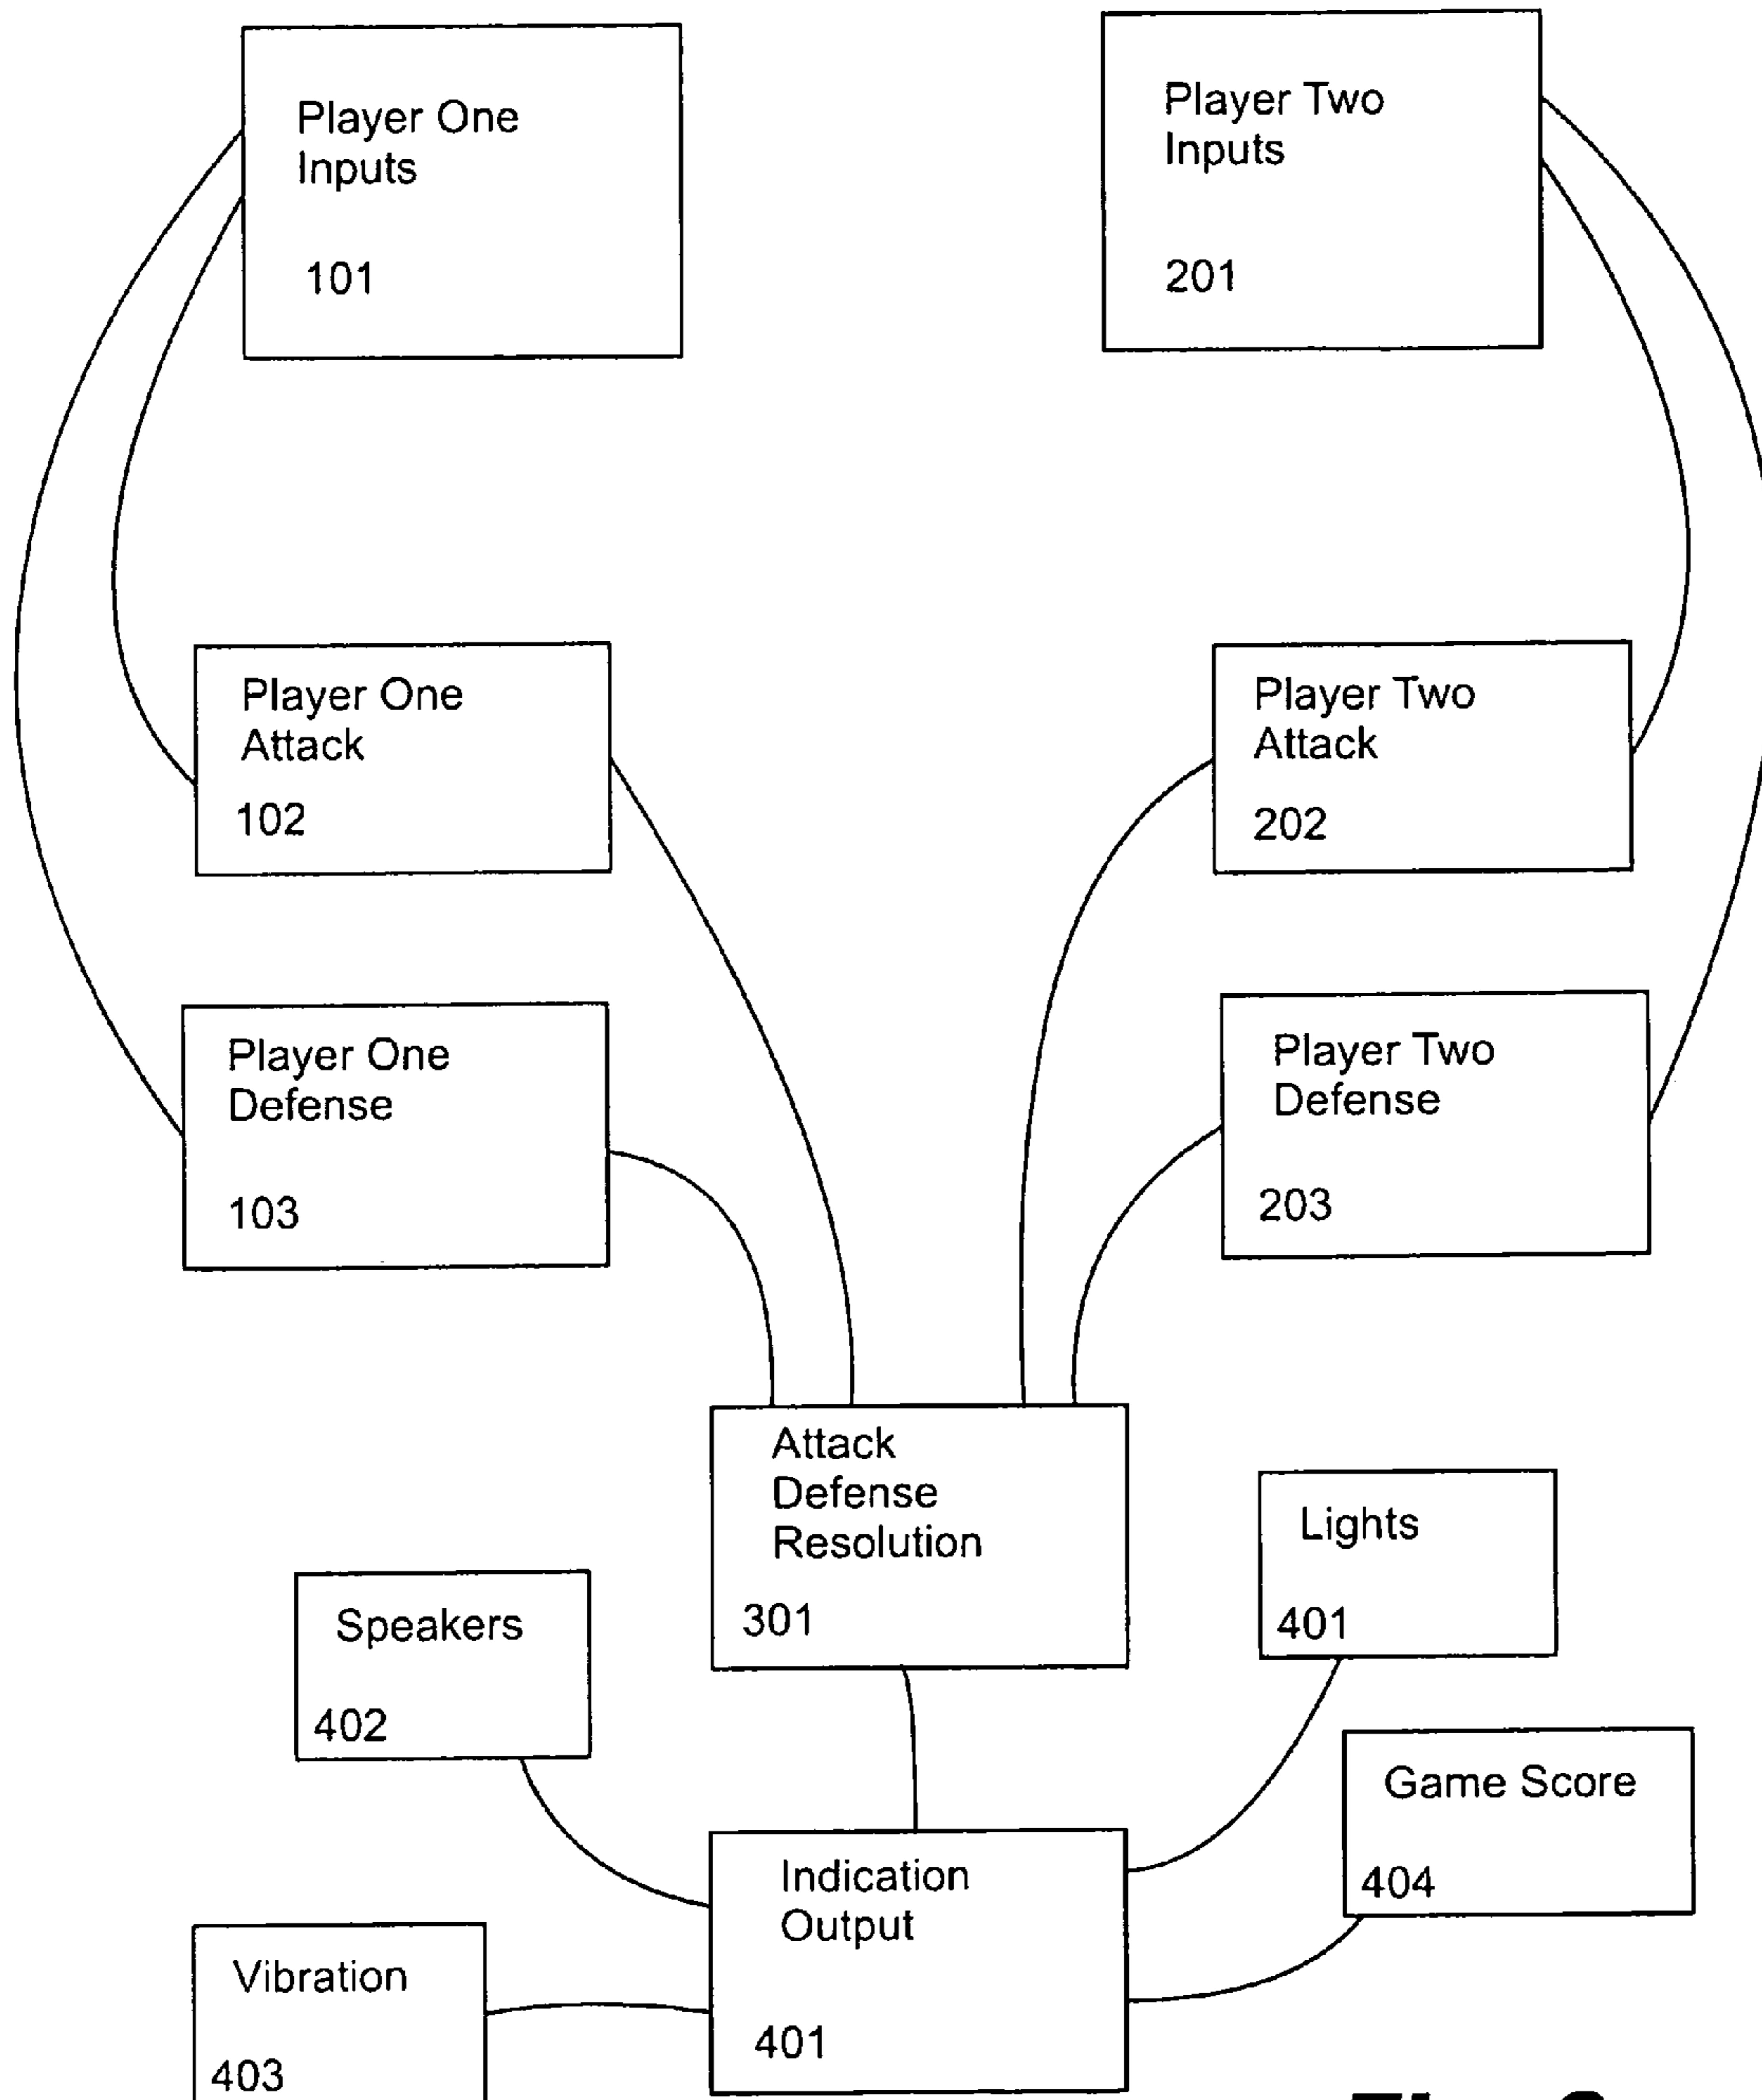 Player One
Inputs
101
Player Two
Inputs
201
Player One
Attack
102
Player Two
Attack
202
Player One
Defense
103
Player Two
Defense
203
Attack
Defense
Resolution
301
Lights
401
Speakers
402
Game Score
404
Indication
Output
401
Vibration
403